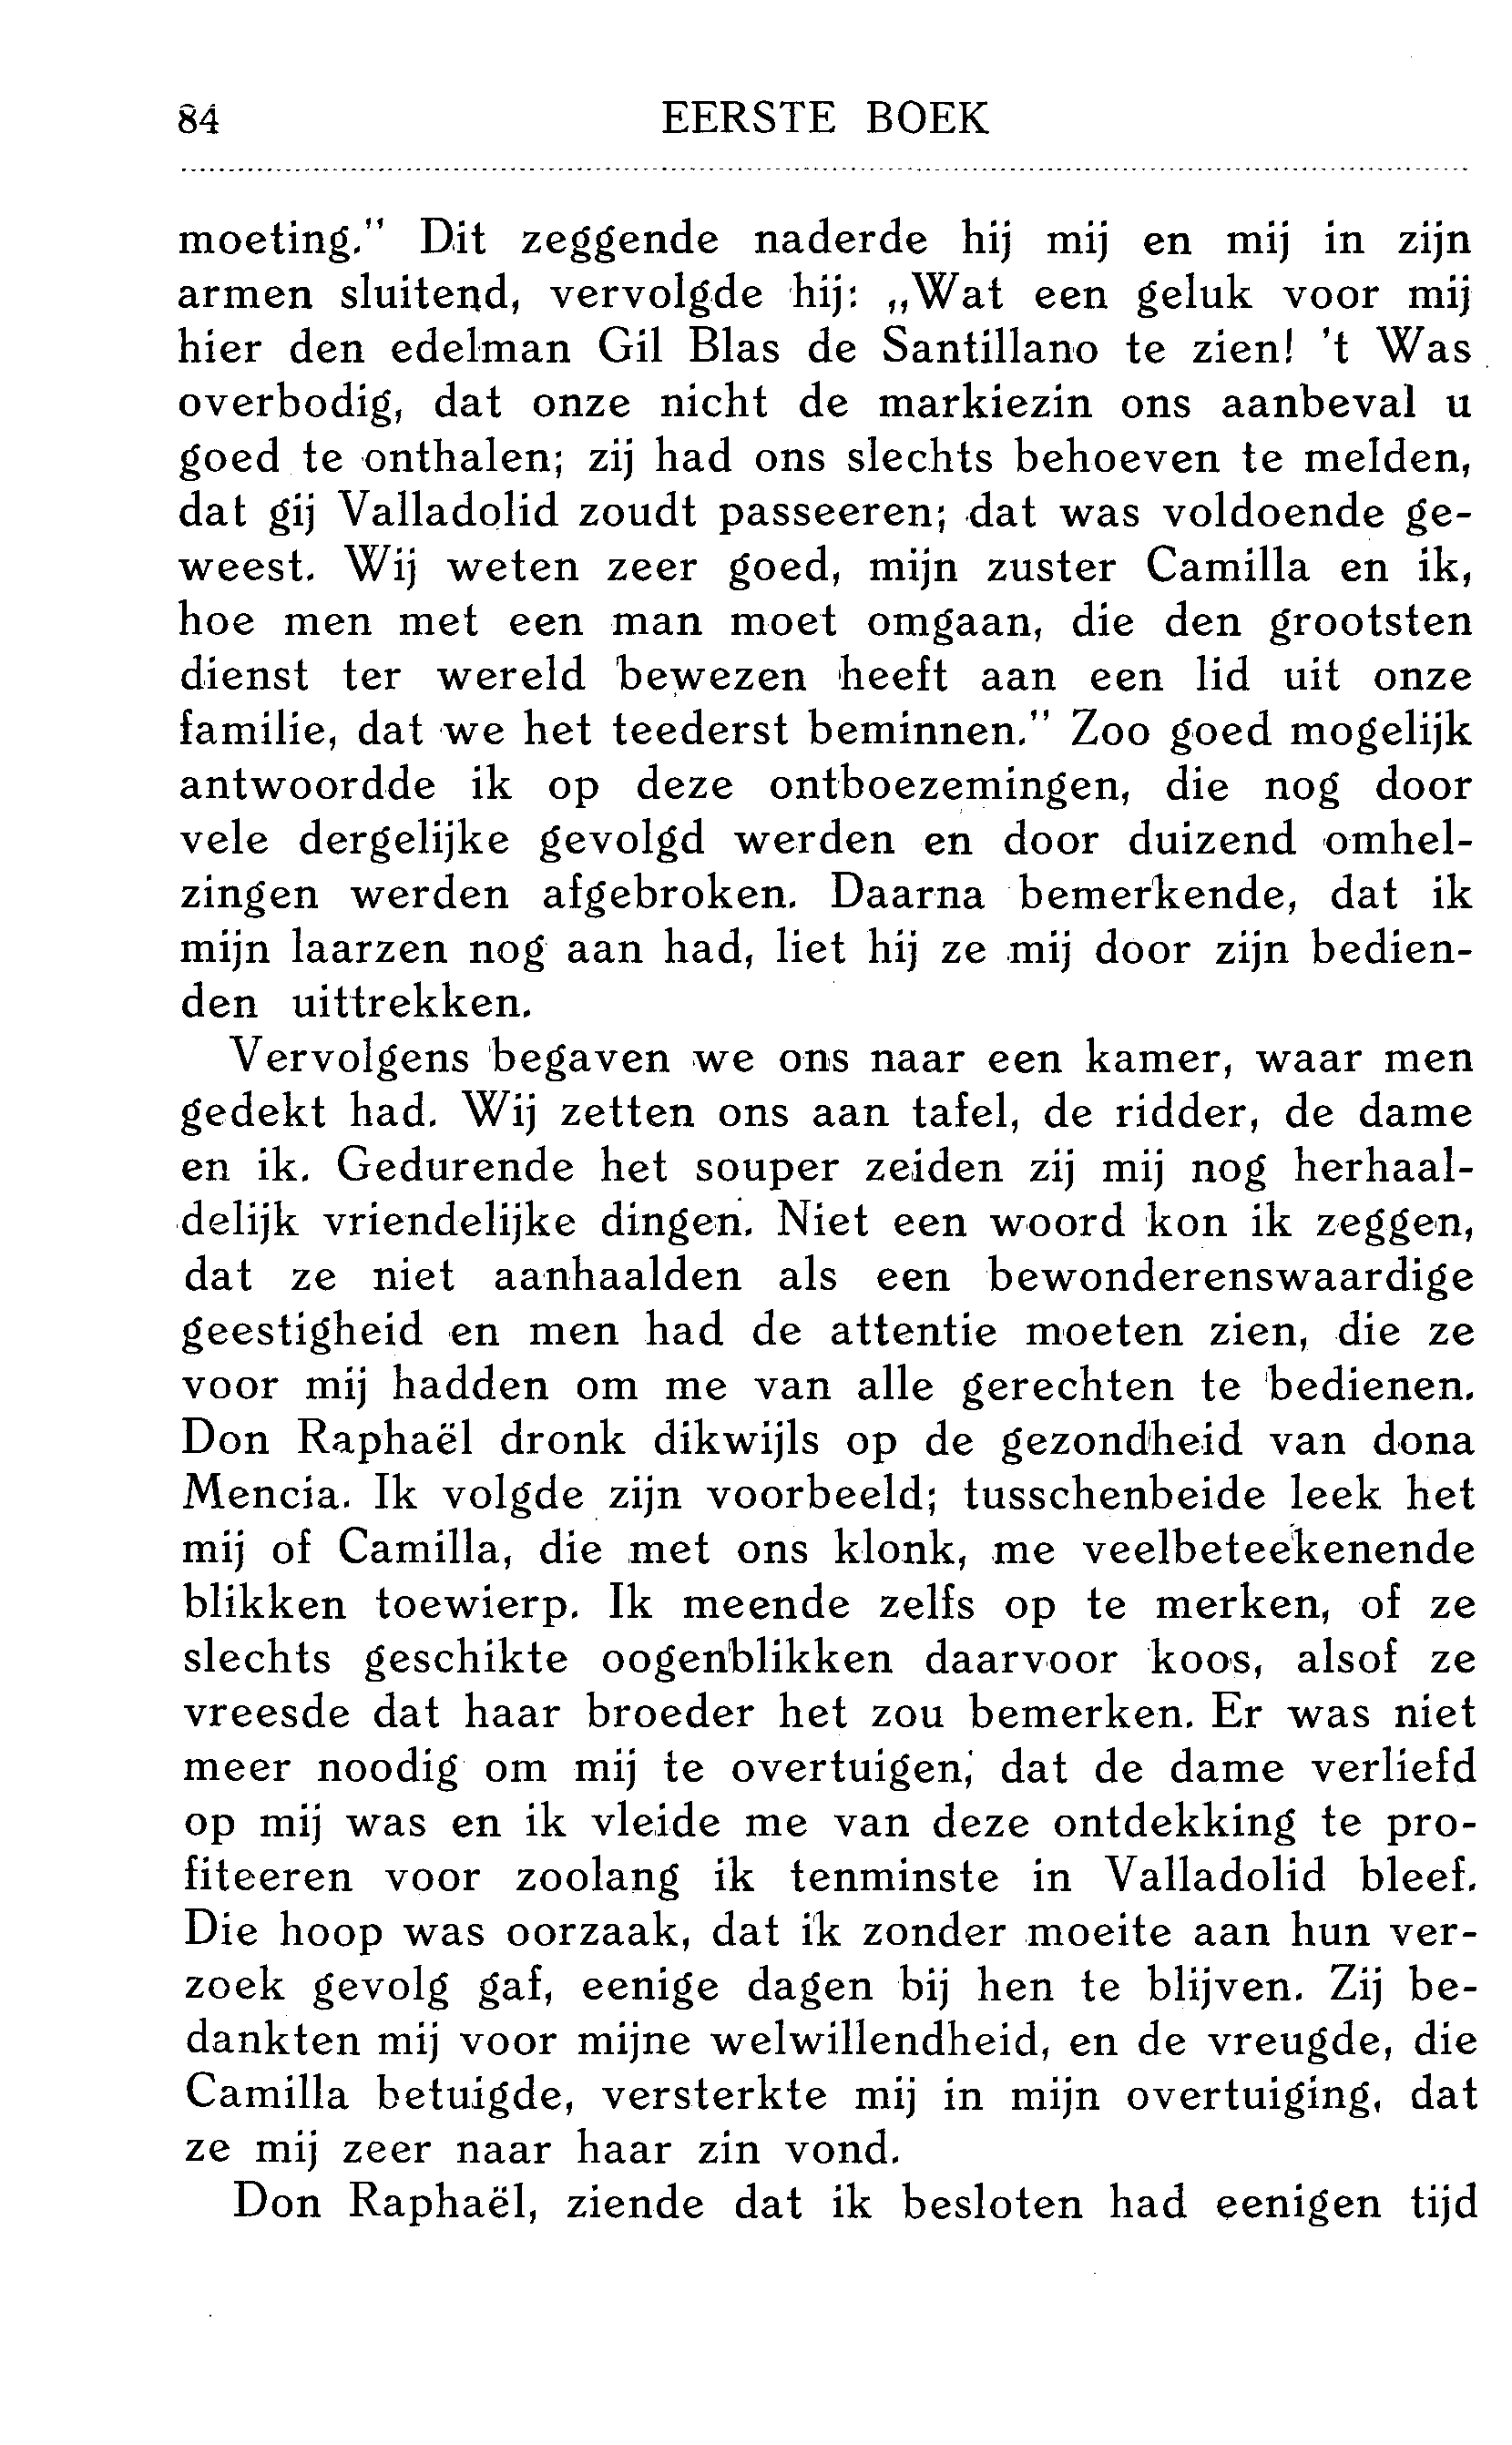 84 EERSTE BOEK
moeting." Dit zeggende naderde hij mij en mij in zijn
armen sluitend, vervolgde hij: „Wat een geluk voor mij
hier den edelman Gil Blas de Santillano te zien! 't Was
overbodig, dat onze nicht de markiezin ons aanbeval u
goed te onthalen; zij had ons slechts behoeven te melden,
dat gij Valladolid zoudt passeeren; dat was voldoende ge-
weest. Wij weten zeer goed, mijn zuster Camilla en ik,
hoe men met een man moet omgaan, die den grootsten
dienst ter wereld bewezen heeft aan een lid uit onze
familie, dat we het teederst beminnen." Zoo goed mogelijk
antwoordde ik op deze ontboezemingen, die nog door
vele dergelijke gevolgd werden en door duizend omhel-
zingen werden afgebroken. Daarna bemerkende, dat ik
mijn laarzen nog aan had, liet hij ze mij door zijn bedien-
den uittrekken.
Vervolgens begaven we ons naar een kamer, waar men
gedekt had. Wij zetten ons aan tafel, de ridder, de dame
en ik. Gedurende het souper zeiden zij mij nog herhaal-
delijk vriendelijke dingen. Niet een woord kon ik zeggen,
dat ze niet aanhaalden als een bewonderenswaardige
geestigheid en men had de attentie moeten zien, die ze
voor mij hadden om me van alle gerechten te bedienen.
Don Raphaël dronk dikwijls op de gezondheid van dona
Mencia. Ik volgde zijn voorbeeld; tusschenbeide leek het
mij of Camilla, die met ons klonk, me veelbeteekenende
blikken toewierp. Ik meende zelfs op te merken, of ze
slechts geschikte oogenblikken daarvoor koos, alsof ze
vreesde dat haar broeder het zou bemerken. Er was niet
meer noodig om mij te overtuigen, dat de dame verliefd
op mij was en ik vleide me van deze ontdekking te pro-
fiteeren voor zoolang ik tenminste in Valladolid bleef.
Die hoop was oorzaak, dat ik zonder moeite aan hun ver-
zoek gevolg gaf, eenige dagen bij hen te blijven. Zij be-
dankten mij voor mijne welwillendheid, en de vreugde, die
Camilla betuigde, versterkte mij in mijn overtuiging, dat
ze mij zeer naar haar zin vond.
Don Raphaël, ziende dat ik besloten had eenigen tijd